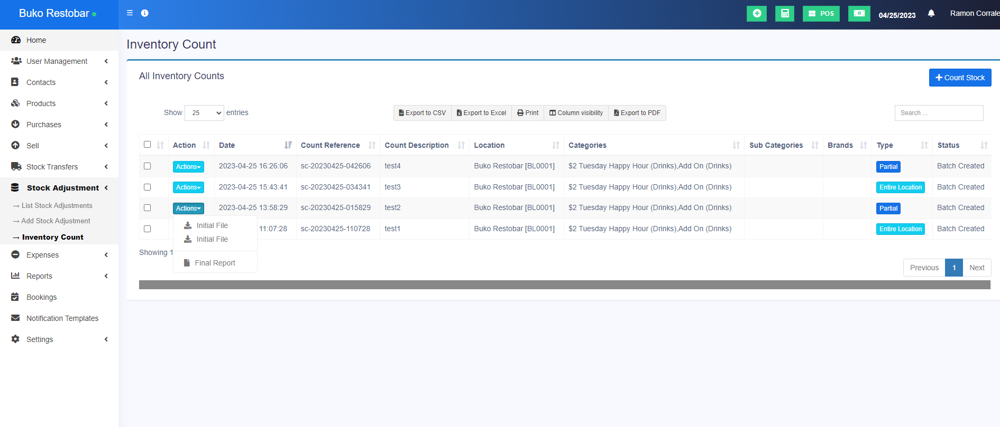 Buko Restobar
POS
04/25/2023
Ramon Corrale
Home
User Management
Contacts
Products
Purchases
Sell
Stock Transfers
Stock Adjustment
→ List Stock Adjustments
→ Add Stock Adjustment
→ Inventory Count
Expenses
Reports
Bookings
Notification Templates
Settings
Inventory Count
All Inventory Counts
Count Stock
Show 25 entries
Export to CSV Export to Excel Print Column visibility Export to PDF
Search ...
Action Date Count Reference Count Description Location Categories Sub Categories Brands Type Status
Actions 2023-04-25 16:26:06 sc-20230425-042606 test4 Buko Restobar [BL0001] $2 Tuesday Happy Hour (Drinks),Add On (Drinks) Partial Batch Created
Actions 2023-04-25 15:43:41 sc-20230425-034341 test3 Buko Restobar [BL0001] $2 Tuesday Happy Hour (Drinks),Add On (Drinks) Entire Location Batch Created
Actions 2023-04-25 13:58:29 sc-20230425-015829 test2 Buko Restobar [BL0001] $2 Tuesday Happy Hour (Drinks),Add On (Drinks) Partial Batch Created
11:07:28 sc-20230425-110728 test1 Buko Restobar [BL0001] $2 Tuesday Happy Hour (Drinks),Add On (Drinks) Entire Location Batch Created
Initial File
Initial File
Final Report
Showing 1
Previous 1 Next